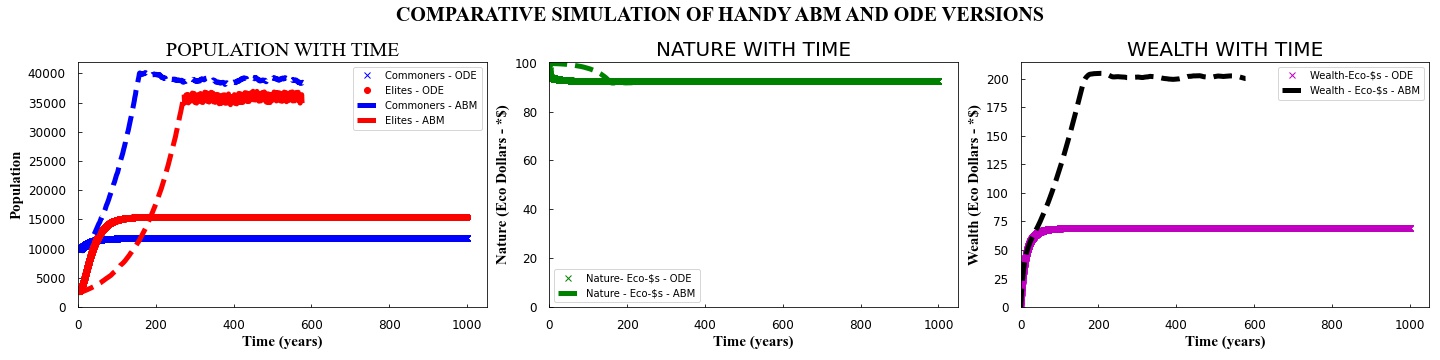 COMPARATIVE SIMULATION OF HANDY ABM AND ODE VERSIONS
POPULATION WITH TIME
40000
35000
30000
25000
20000
15000
10000
5000
0
Population
0 200 400 600 800 1000
Time (years)
Commoners - ODE
Elites - ODE
Commoners - ABM
Elites - ABM
NATURE WITH TIME
100
80
60
40
20
0
Nature (Eco Dollars - *$)
0 200 400 600 800 1000
Time (years)
Nature- Eco-$s - ODE
Nature - Eco-$s - ABM
WEALTH WITH TIME
200
175
150
125
100
75
50
25
0
Wealth (Eco Dollars - *$)
0 200 400 600 800 1000
Time (years)
Wealth-Eco-$s - ODE
Wealth - Eco-$s - ABM